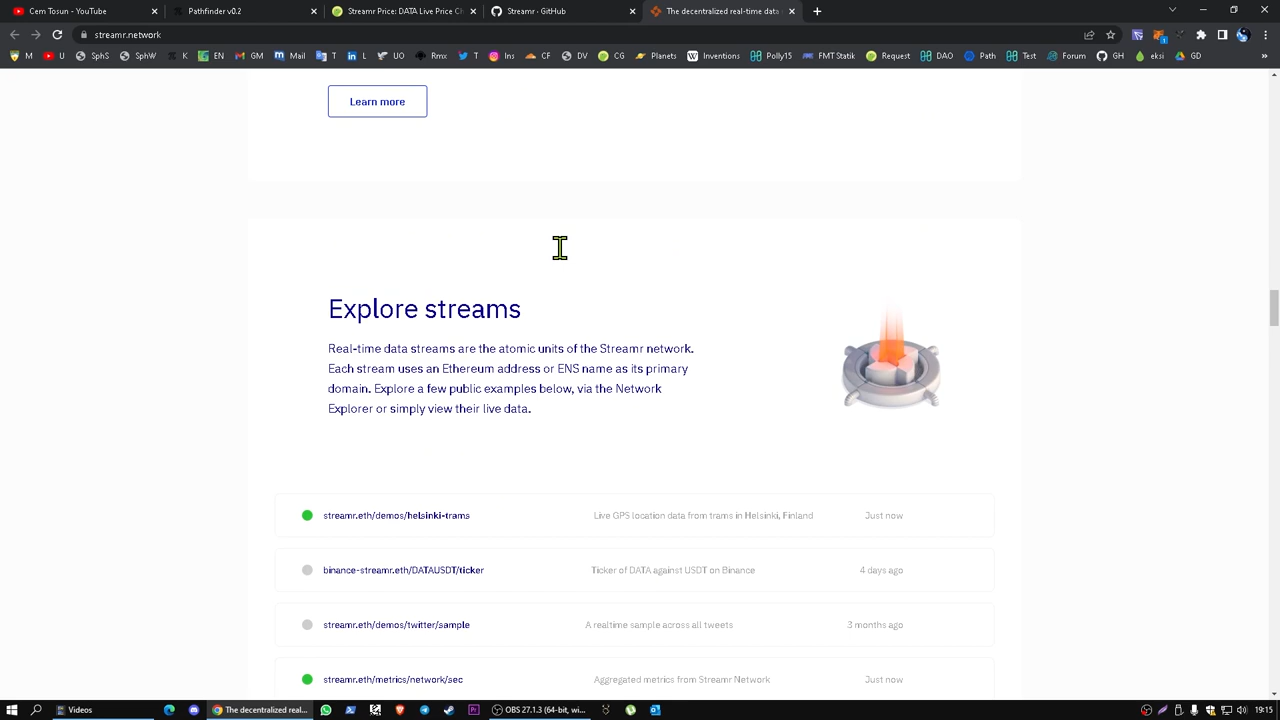 Cem Tosun - YouTube
Pathfinder v0.2
Streamr Price: DATA Live Price C
Streamr · GitHub
The decentralized real-time data
streamr.network
M
U
SphS
SphW
K
EN
GM
Mail
T
in
UO
Rmx
T
Ins
CF
DV
CG
Planets
Inventions
Polly15
FMTStatik
Request
DAO
Path
Test
Forum
GH
eksi
GD
Learn more
Explore streams
Real-time data streams are the atomic units of the Streamr network.
Each stream uses an Ethereum address or ENS name as its primary
domain. Explore a few public examples below, via the Network
Explorer or simply view their live data.
streamr.eth/demos/helsinki-trams
Live GPS location data from trams in Helsinki, Finland
Just now
binance-streamr.eth/DATAUSDT/ticker
Ticker of DATA against USDT on Binance
4 days ago
streamr.eth/demos/twitter/sample
A realtime sample across all tweets
3 months ago
streamr.eth/metrics/network/sec
Aggregated metrics from Streamr Network
Just now
Videos
The decentralized real...
OBS 27.1.3 (64-bit, wi...
19:15